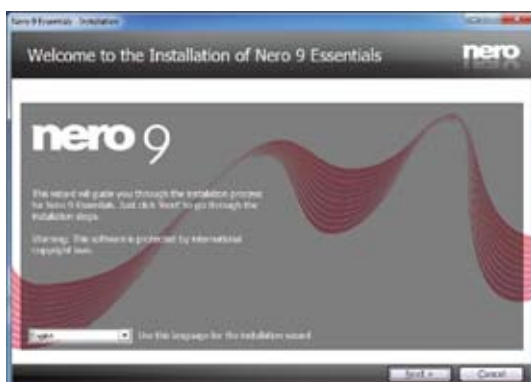 Nero 9 Essentials - Installation
Welcome to the Installation of Nero 9 Essentials
nero
nero 9
This wizard will guide you through the installation process
for Nero 9 Essentials. Just click 'Next' to go through the
installation steps.
Warning: This software is protected by international
copyright laws.
English
Use this language for the installation wizard
Next >
Cancel